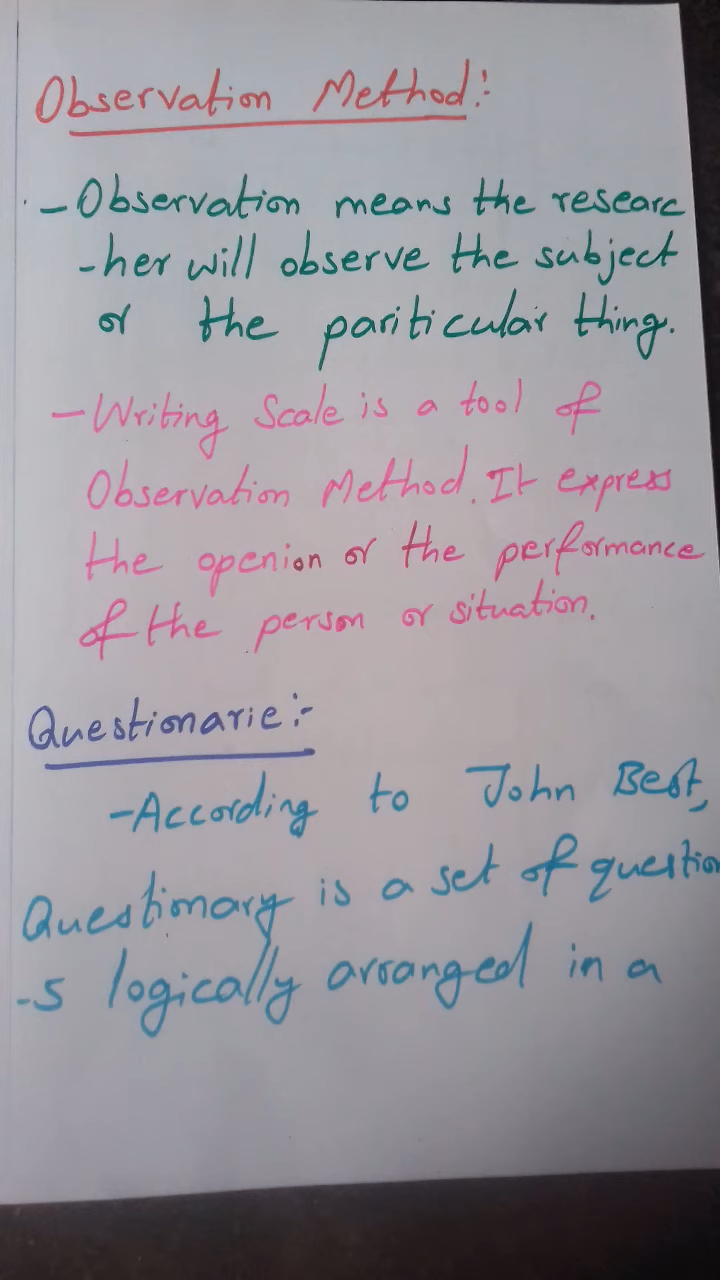 Observation Method:
- Observation means the researc
-her will observe the subject
or the pariticular thing.
- Writing Scale is a tool of
Observation Method. It express
the openion or the performance
of the person or situation.
Questionarie:-
- According to John Best,
Questionary is a set of question
-s logically arranged in a